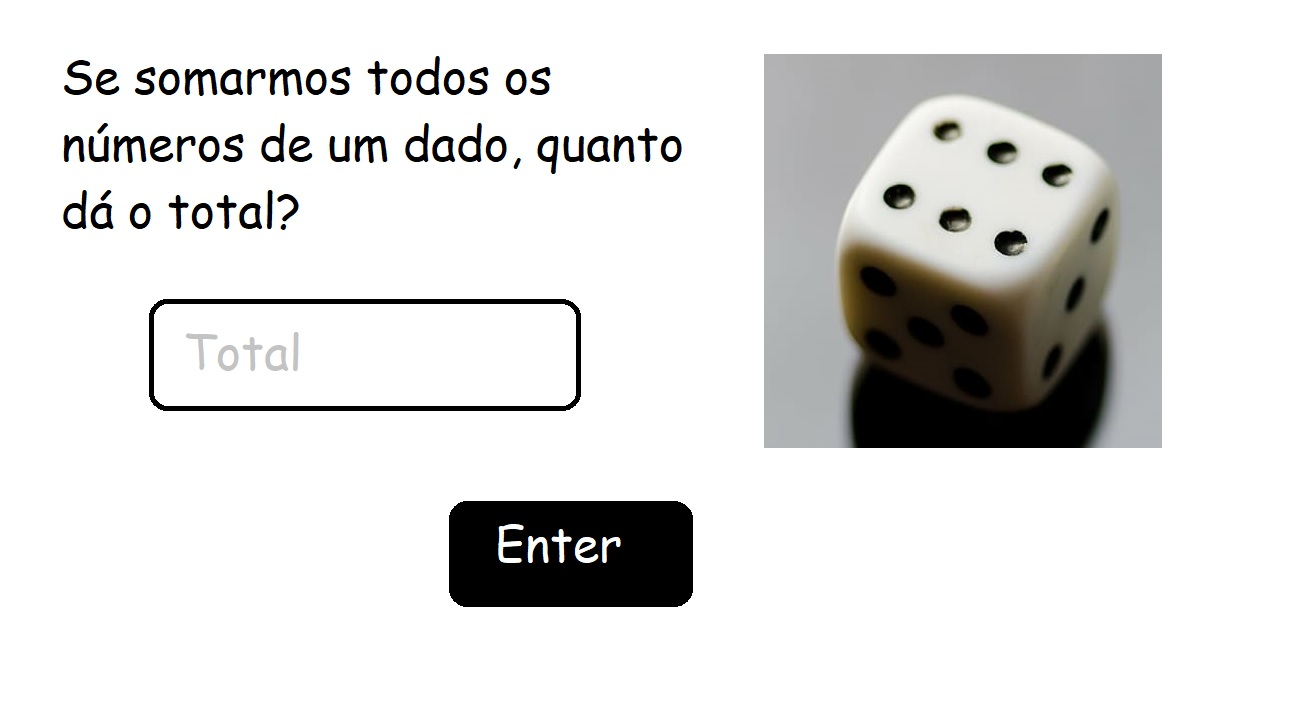 Se somarmos todos os
números de um dado, quanto
dá o total?
Total
Enter